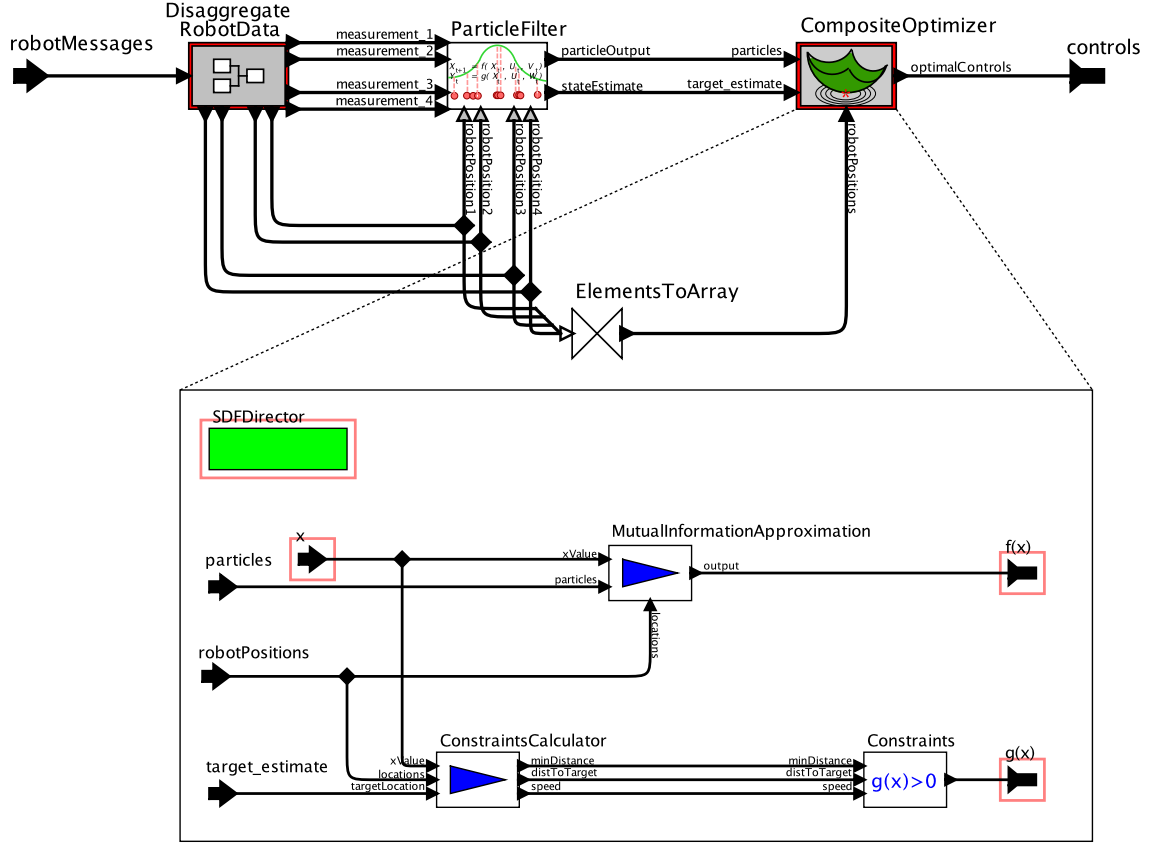 Disaggregate
RobotData
robotMessages
measurement_1
measurement_2
measurement_3
measurement_4
ParticleFilter
particleOutput
stateEstimate
particles
target_estimate
CompositeOptimizer
optimalControls
controls
robotPosition1
robotPosition2
robotPosition3
robotPosition4
robotPositions
ElementsToArray
SDFDirector
x
particles
xValue
particles
MutualInformationApproximation
output
locations
f(x)
robotPositions
target_estimate
ConstraintsCalculator
xValue
locations
targetLocation
minDistance
distToTarget
speed
minDistance
distToTarget
speed
Constraints
g(x)>0
g(x)